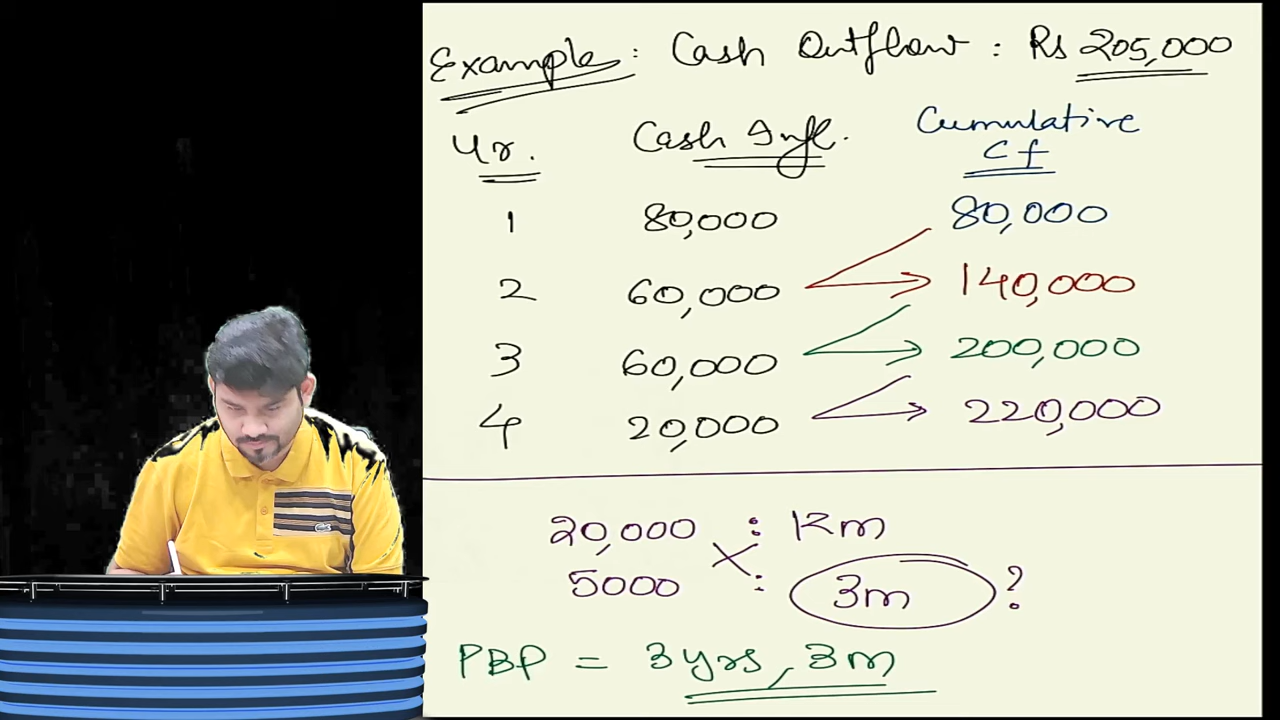 Example: Cash Outflow : Rs 205,000
Yr. Cash Infl. Cumulative Cf
1 80,000 80,000
2 60,000 140,000
3 60,000 200,000
4 20,000 220,000
20,000 : 12m
5000 : 3m ?
PBP = 3yrs, 3m